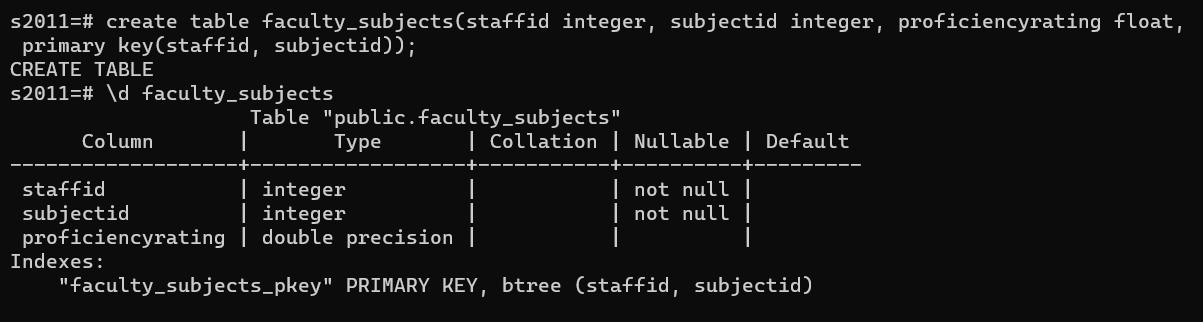 s2011=# create table faculty_subjects(staffid integer, subjectid integer, proficiencyrating float,
 primary key(staffid, subjectid));
CREATE TABLE
s2011=# \d faculty_subjects
                    Table "public.faculty_subjects"
      Column       |       Type       | Collation | Nullable | Default
-------------------+------------------+-----------+----------+---------
 staffid           | integer          |           | not null |
 subjectid         | integer          |           | not null |
 proficiencyrating | double precision |           |          |
Indexes:
    "faculty_subjects_pkey" PRIMARY KEY, btree (staffid, subjectid)